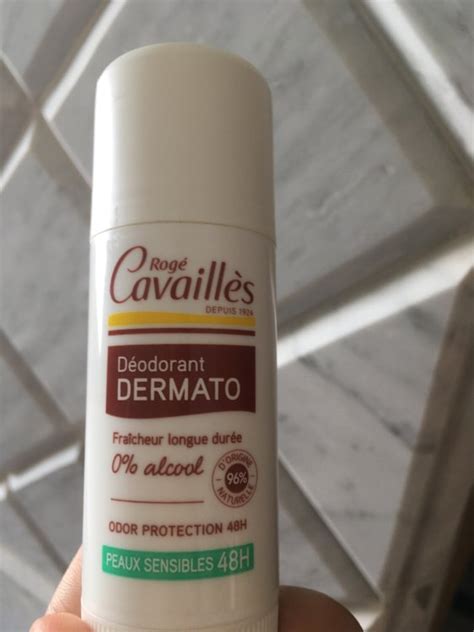 Rogé
Cavaillès
DEPUIS 1924
Déodorant
DERMATO
Fraîcheur longue durée
0% alcool
D'ORIGINE
96%
NATURELLE
ODOR PROTECTION 48H
PEAUX SENSIBLES 48H